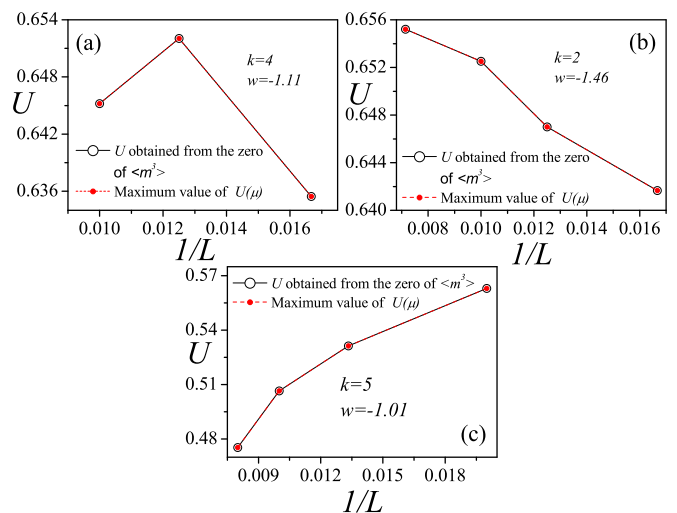 0.654
0.648
0.642
0.636
U
(a)
k=4
w=-1.11
U obtained from the zero
of <m³>
Maximum value of U(μ)
0.010 0.012 0.014 0.016
1/L
0.656
0.652
0.648
0.644
0.640
U
(b)
k=2
w=-1.46
U obtained from the zero
of <m³>
Maximum value of U(μ)
0.008 0.010 0.012 0.014 0.016
1/L
0.57
0.54
0.51
0.48
U
U obtained from the zero of <m³>
Maximum value of U(μ)
k=5
w=-1.01
(c)
0.009 0.012 0.015 0.018
1/L